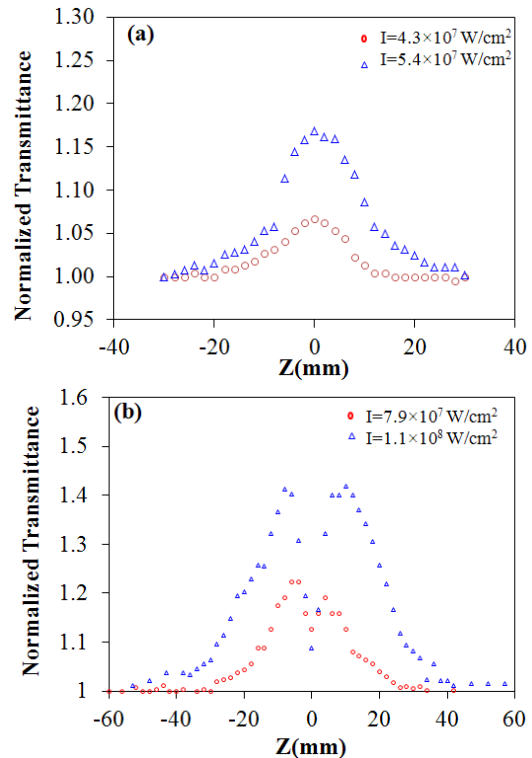 1.30
(a)
I=4.3×10⁷ W/cm²
I=5.4×10⁷ W/cm²
1.25
1.20
1.15
1.10
1.05
1.00
0.95
Normalized Transmittance
-40 -20 0 20 40
Z(mm)
1.6
(b)
I=7.9×10⁷ W/cm²
I=1.1×10⁸ W/cm²
1.5
1.4
1.3
1.2
1.1
1
Normalized Transmittance
-60 -40 -20 0 20 40 60
Z(mm)